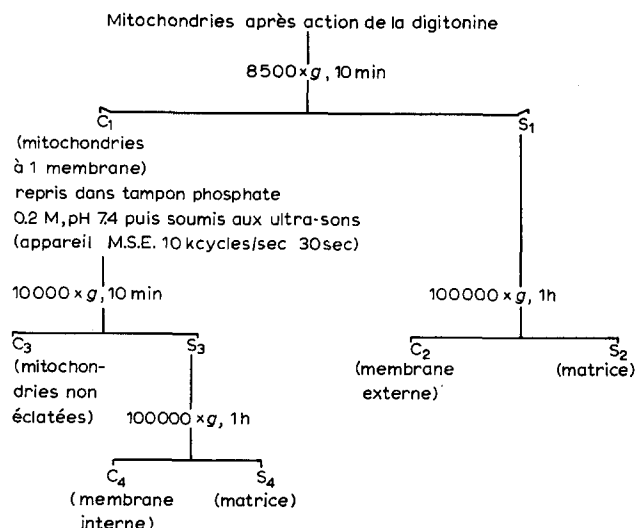 Mitochondries après action de la digitonine
8500 × g, 10 min
C1
S1
(mitochondries
à 1 membrane)
repris dans tampon phosphate
0.2 M, pH 7.4 puis soumis aux ultra-sons
(appareil M.S.E. 10 kcycles/sec 30 sec)
10000 × g, 10 min
100000 × g, 1h
C3
S3
(mitochon-
dries non
éclatées)
C2
S2
(membrane
externe)
(matrice)
100000 × g, 1h
C4
S4
(membrane
interne)
(matrice)